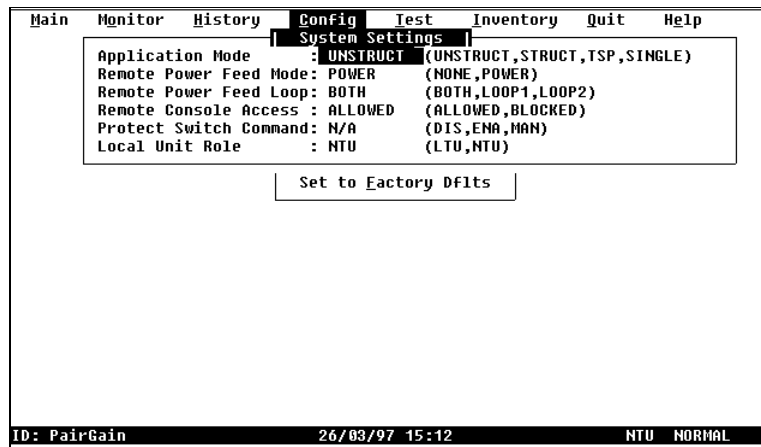 Main Monitor History Config Test Inventory Quit Help
System Settings
Application Mode : UNSTRUCT (UNSTRUCT,STRUCT,TSP,SINGLE)
Remote Power Feed Mode: POWER (NONE,POWER)
Remote Power Feed Loop: BOTH (BOTH,LOOP1,LOOP2)
Remote Console Access : ALLOWED (ALLOWED,BLOCKED)
Protect Switch Command: N/A (DIS,ENA,MAN)
Local Unit Role : NTU (LTU,NTU)
Set to Factory Dflts
ID: PairGain 26/03/97 15:12 NTU NORMAL